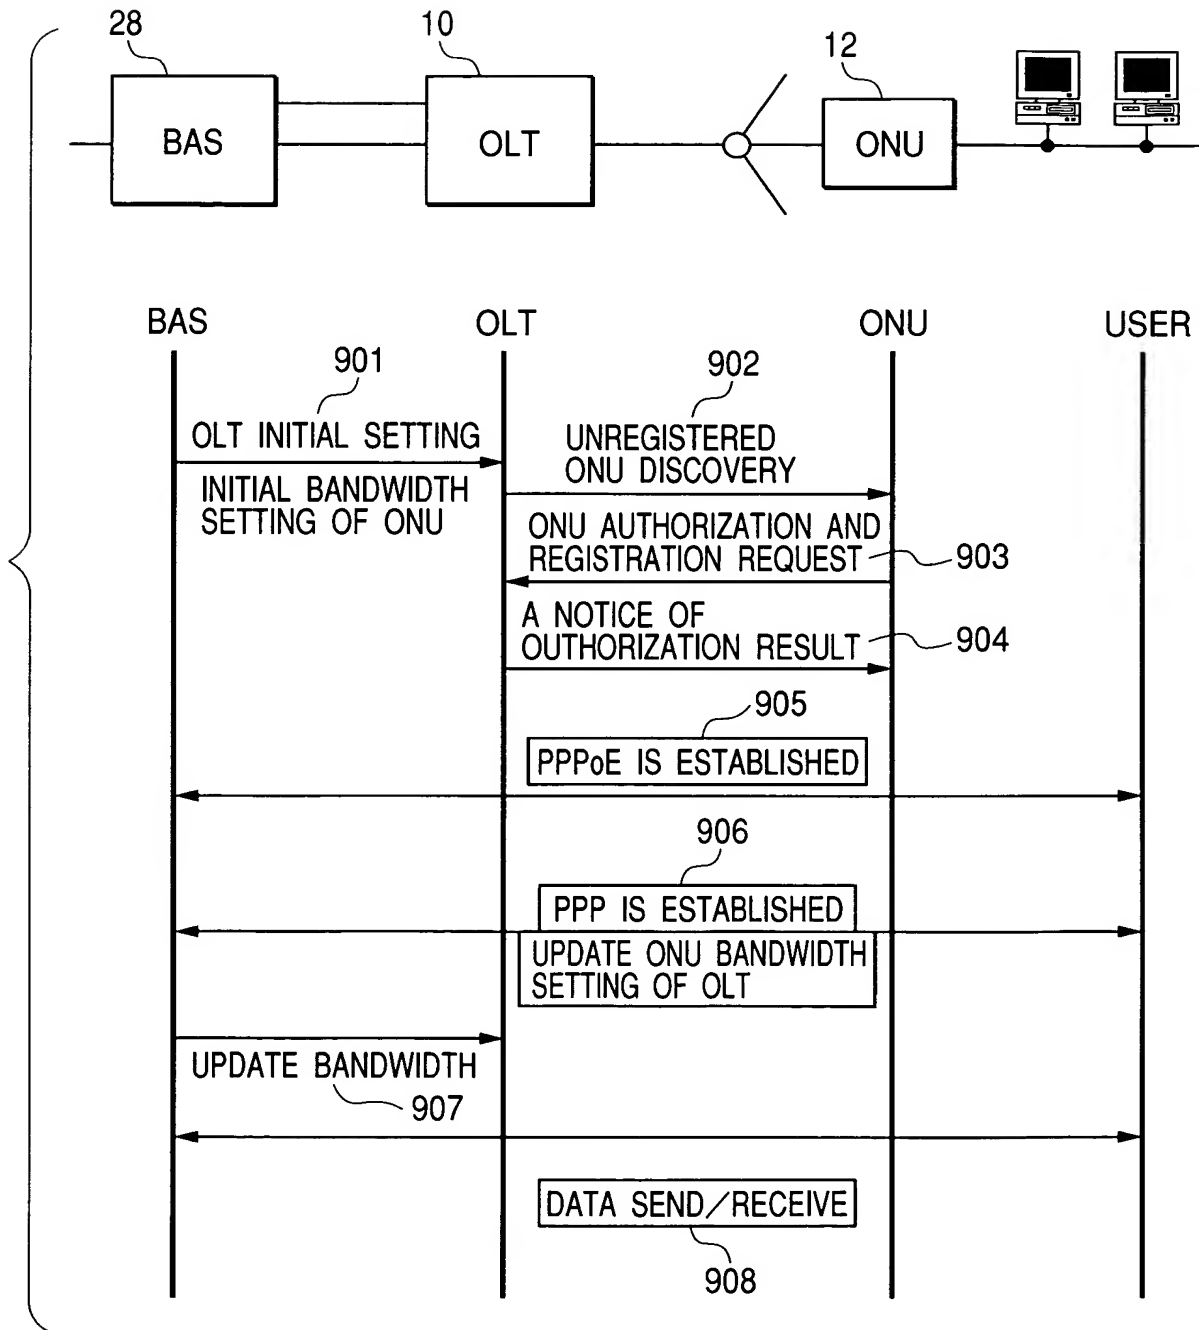 28
10
12
BAS
OLT
ONU
BAS
OLT
ONU
USER
901
902
OLT INITIAL SETTING
UNREGISTERED
ONU DISCOVERY
INITIAL BANDWIDTH
SETTING OF ONU
ONU AUTHORIZATION AND
REGISTRATION REQUEST
903
A NOTICE OF
OUTHORIZATION RESULT
904
905
PPPoE IS ESTABLISHED
906
PPP IS ESTABLISHED
UPDATE ONU BANDWIDTH
SETTING OF OLT
UPDATE BANDWIDTH
907
DATA SEND/RECEIVE
908